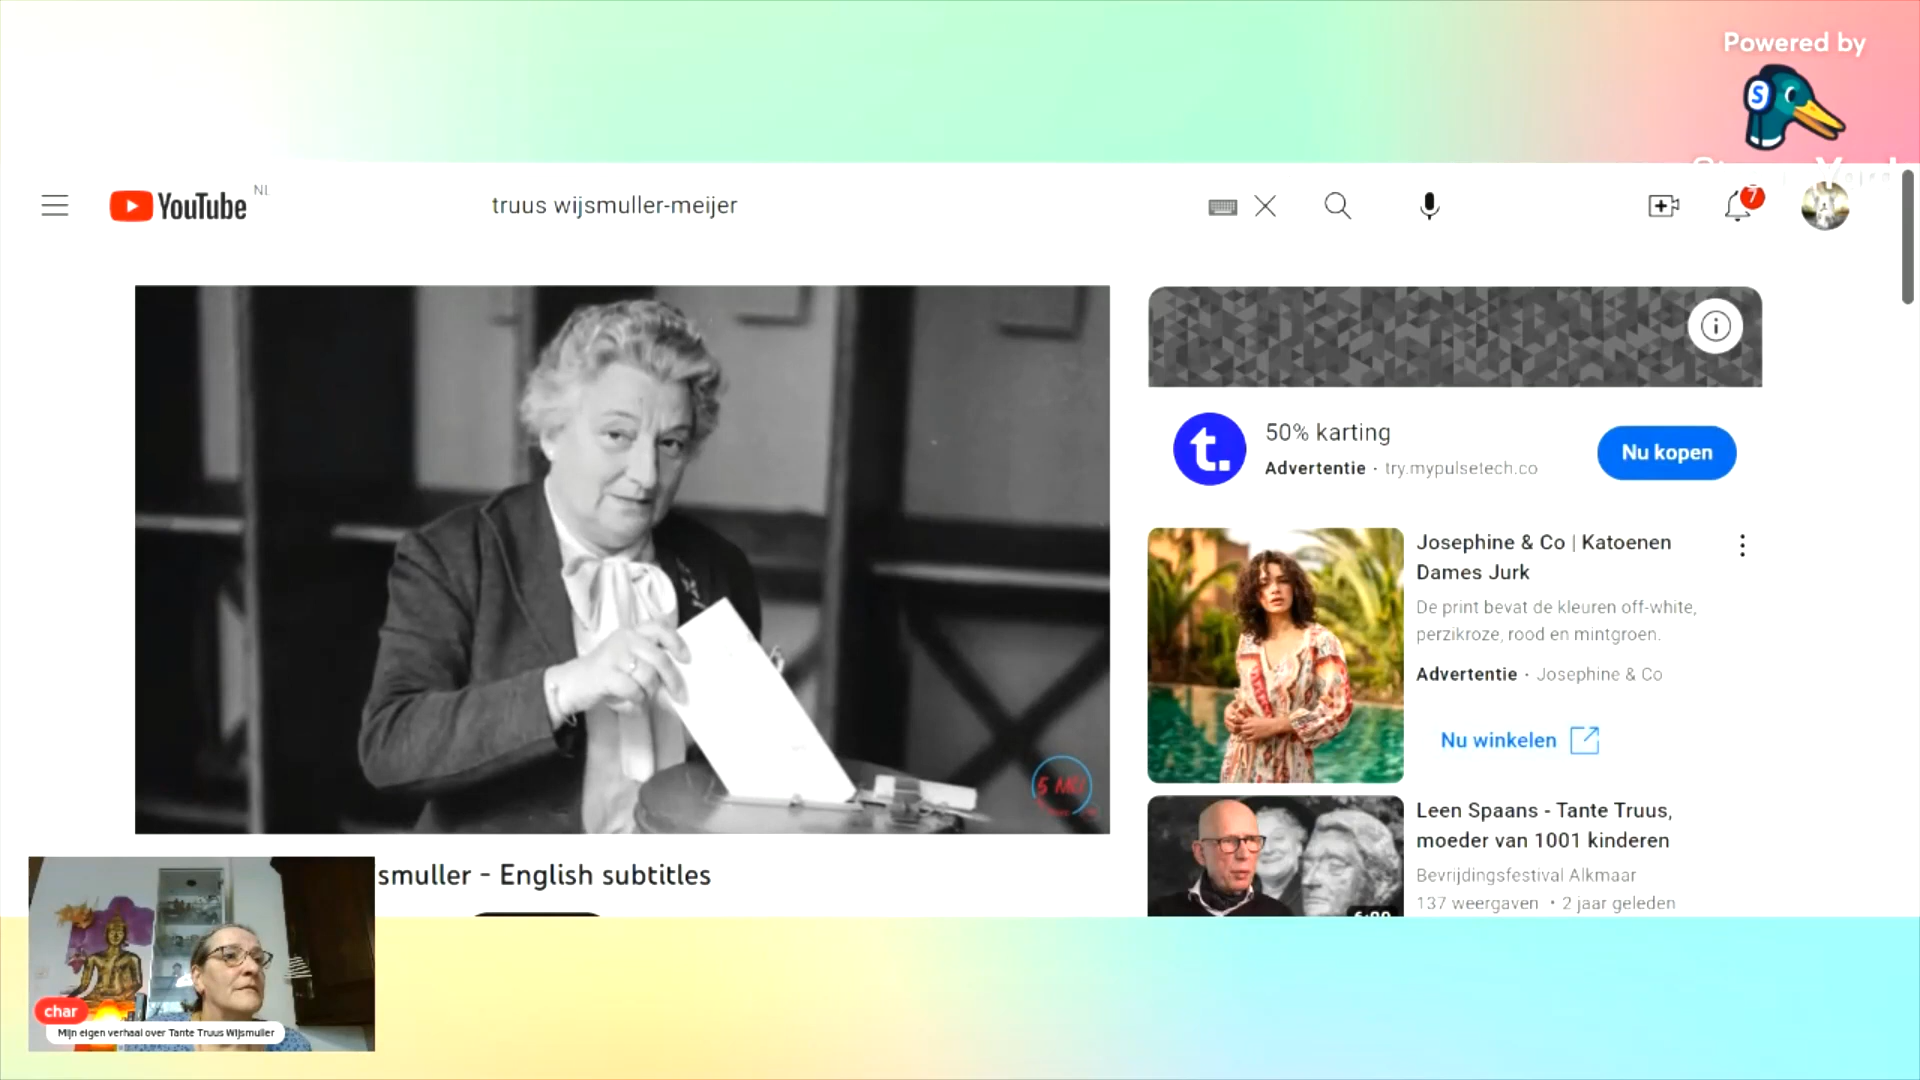 Powered by
S
YouTube NL
truus wijsmuller-meijer
7
50% karting
Advertentie · try.mypulsetech.co
Nu kopen
t.
Josephine & Co | Katoenen
Dames Jurk
De print bevat de kleuren off-white,
perzikroze, rood en mintgroen.
Advertentie · Josephine & Co
Nu winkelen
5 MEI
Leen Spaans - Tante Truus,
moeder van 1001 kinderen
Bevrijdingsfestival Alkmaar
137 weergaven • 2 jaar geleden
smuller - English subtitles
char
Mijn eigen verhaal over Tante Truus Wijsmuller